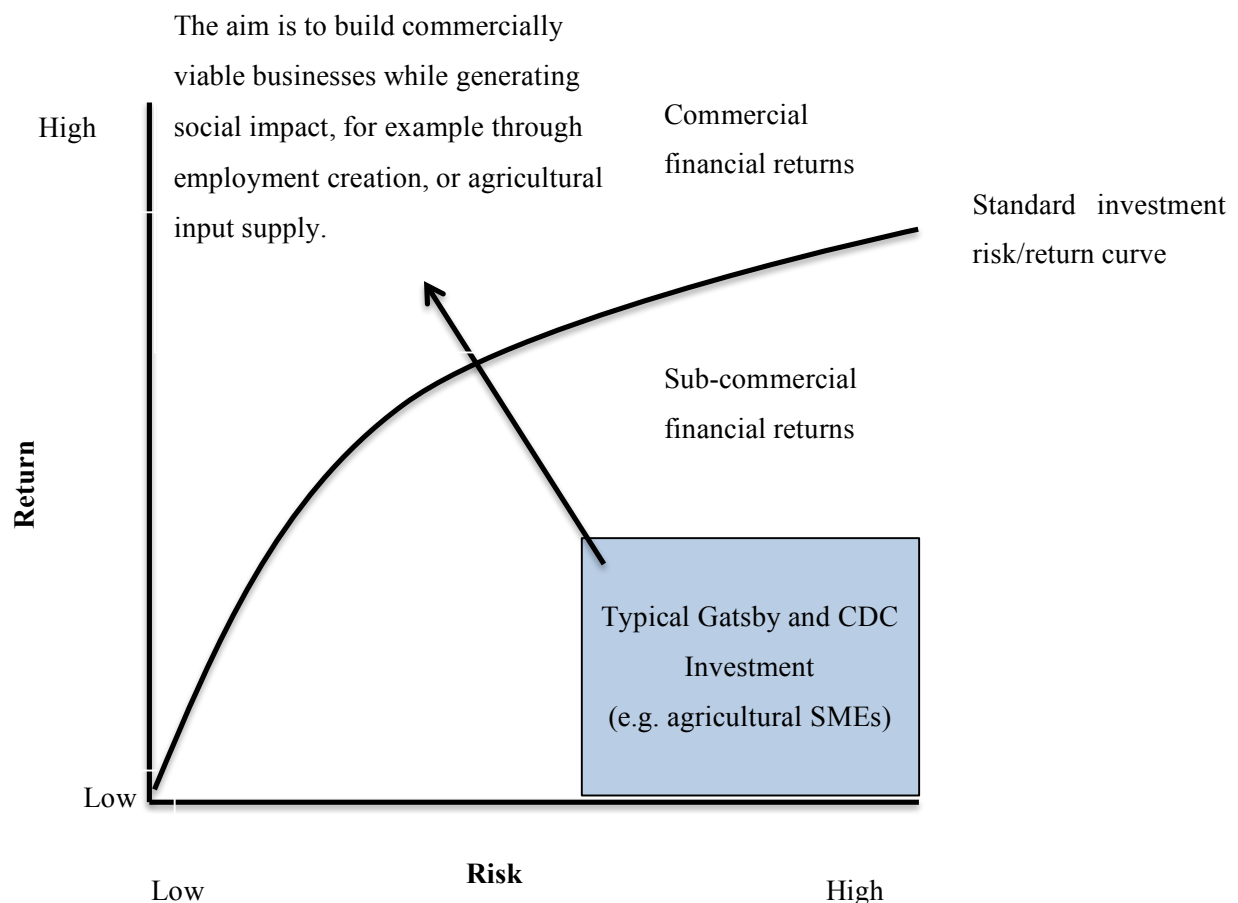 The aim is to build commercially
viable businesses while generating
social impact, for example through
employment creation, or agricultural
input supply.
High
Commercial
financial returns
Standard investment
risk/return curve
Sub-commercial
financial returns
Return
Typical Gatsby and CDC
Investment
(e.g. agricultural SMEs)
Low
Risk
Low
High